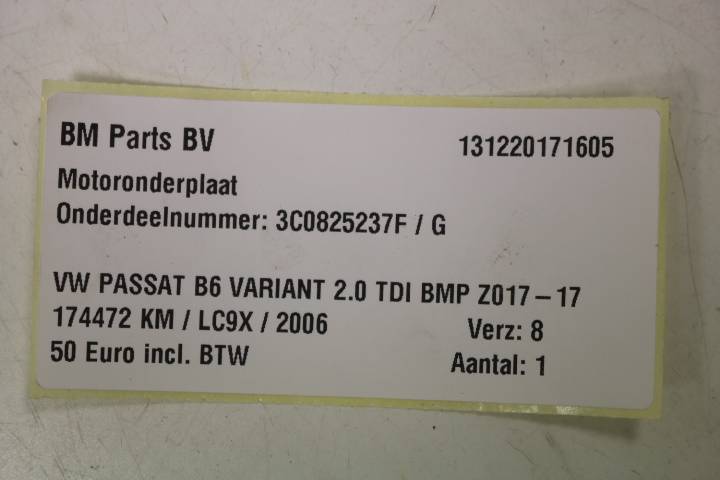 BM Parts BV 131220171605
Motoronderplaat
Onderdeelnummer: 3C0825237F / G
VW PASSAT B6 VARIANT 2.0 TDI BMP Z017-17
174472 KM / LC9X / 2006 Verz: 8
50 Euro incl. BTW Aantal: 1